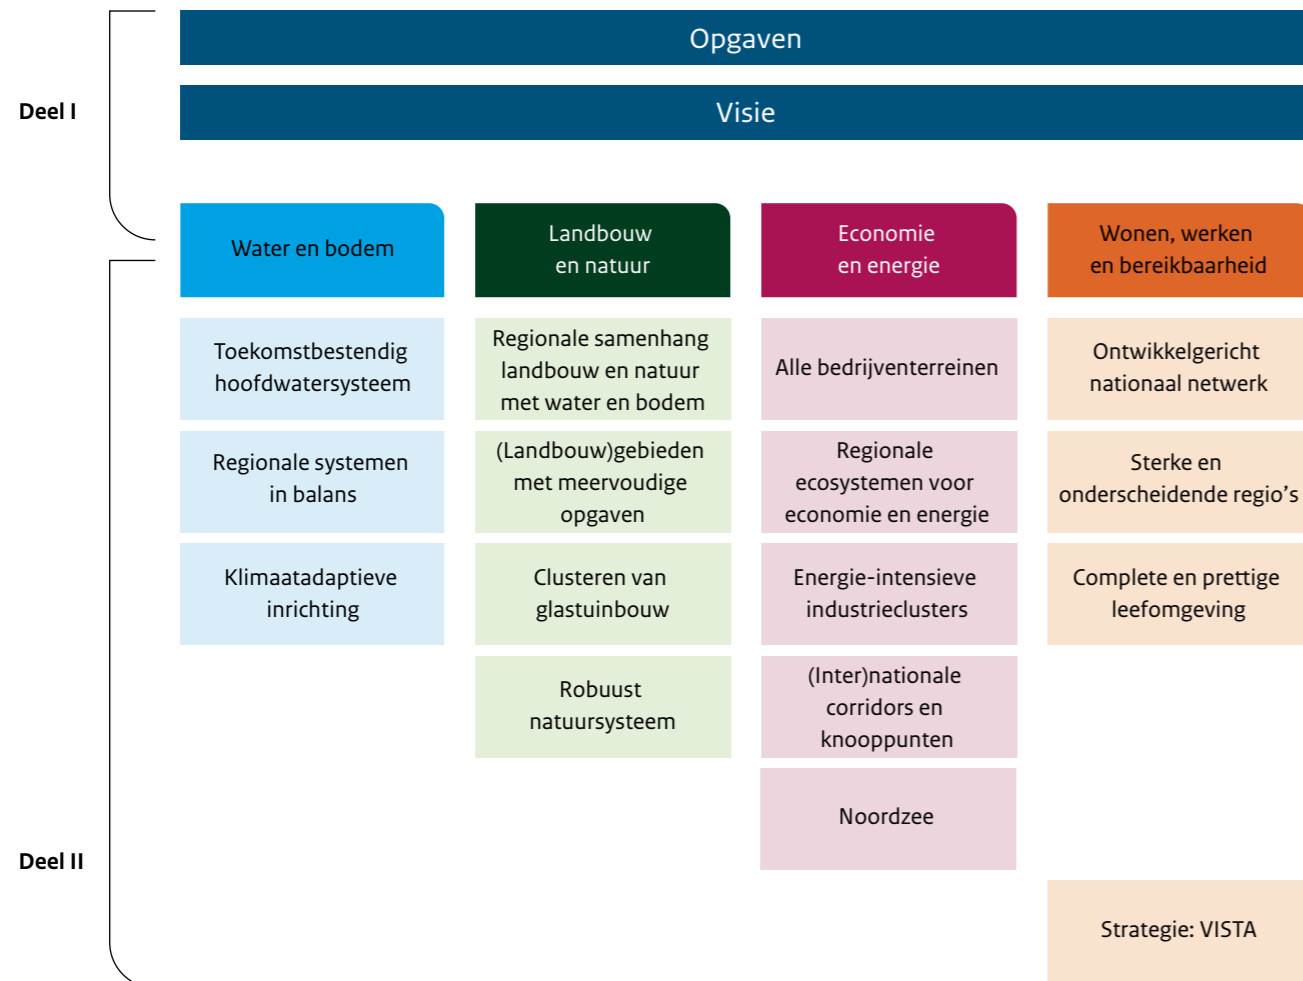 Opgaven
Deel I
Visie
Water en bodem
Landbouw
en natuur
Economie
en energie
Wonen, werken
en bereikbaarheid
Toekomstbestendig
hoofdwatersysteem
Regionale samenhang
landbouw en natuur
met water en bodem
Alle bedrijventerreinen
Ontwikkelgericht
nationaal netwerk
Regionale systemen
in balans
(Landbouw)gebieden
met meervoudige
opgaven
Regionale
ecosystemen voor
economie en energie
Sterke en
onderscheidende regio's
Klimaatadaptieve
inrichting
Clusteren van
glastuinbouw
Energie-intensieve
industrieclusters
Complete en prettige
leefomgeving
Robuust
natuursysteem
(Inter)nationale
corridors en
knooppunten
Noordzee
Deel II
Strategie: VISTA